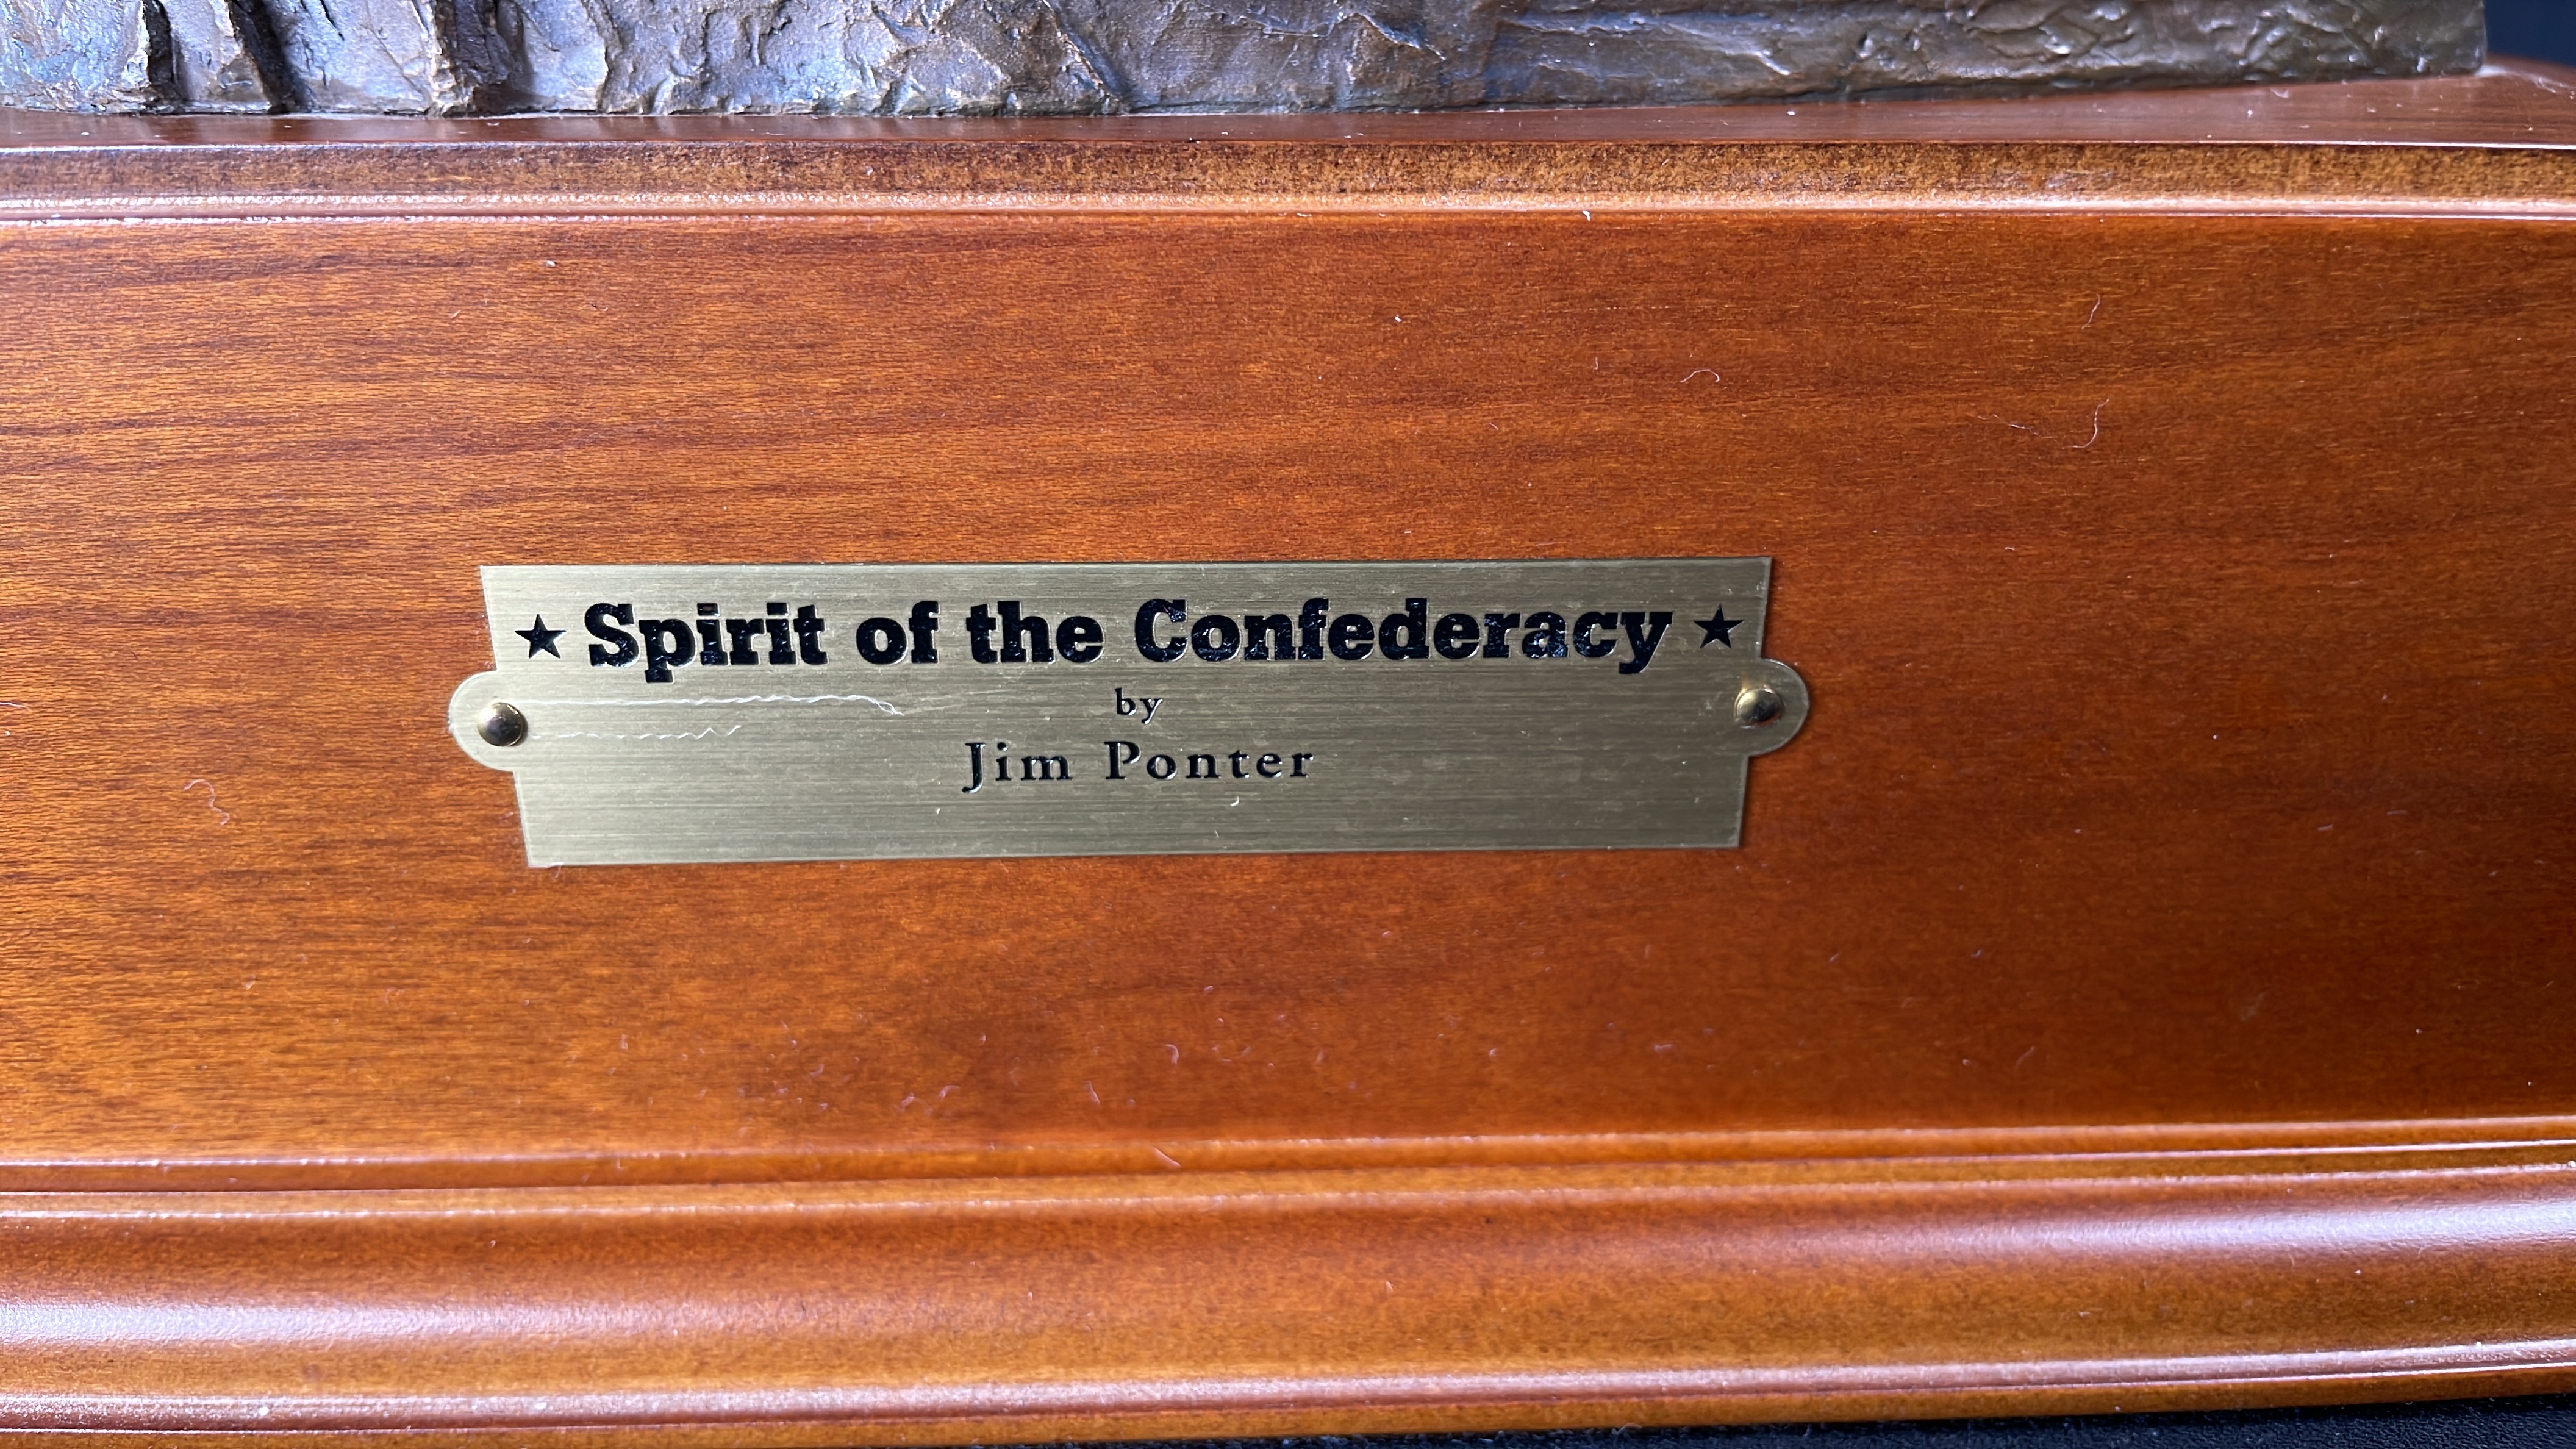 ★ Spirit of the Confederacy ★
by
Jim Ponter